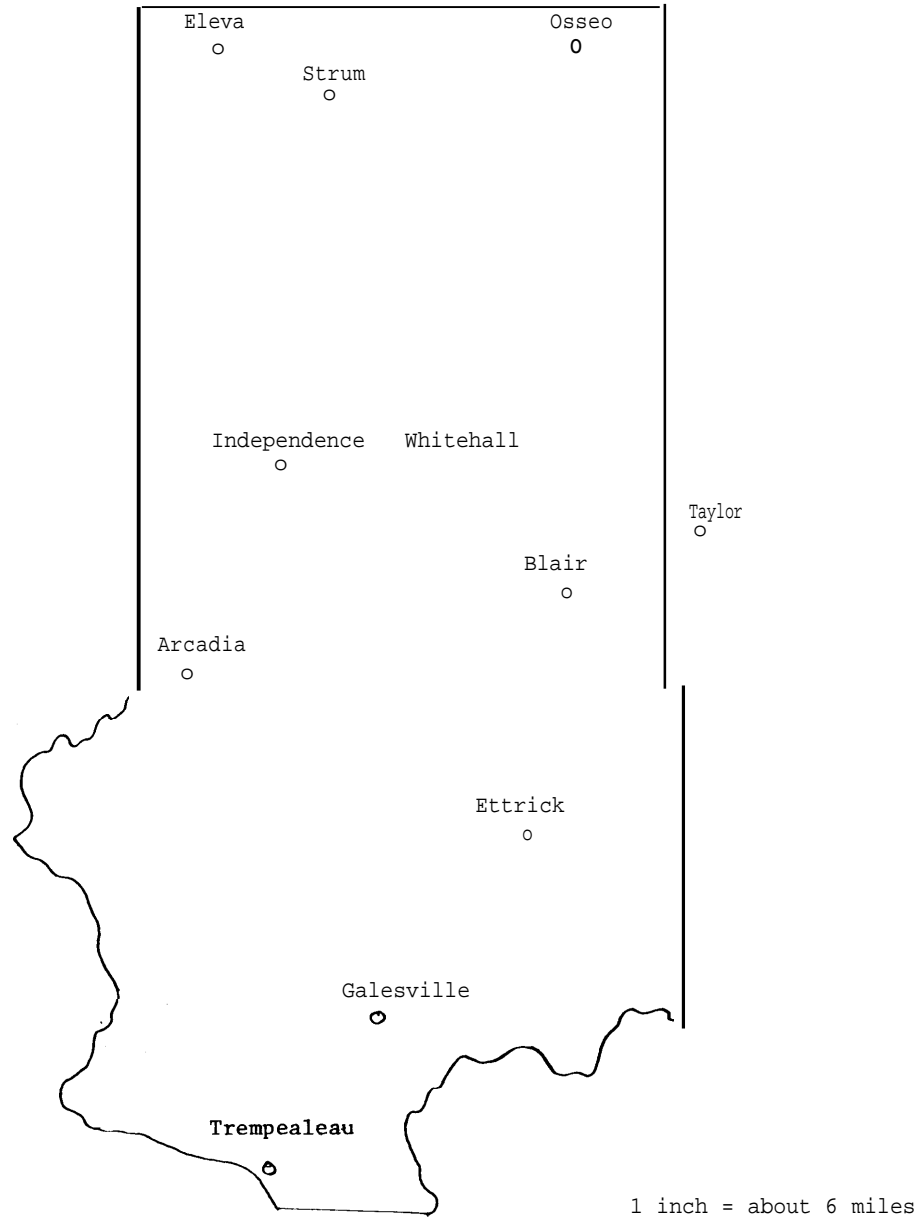 Eleva
Osseo
Strum
Independence
Whitehall
Taylor
Blair
Arcadia
Ettrick
Galesville
Trempealeau
1 inch = about 6 miles